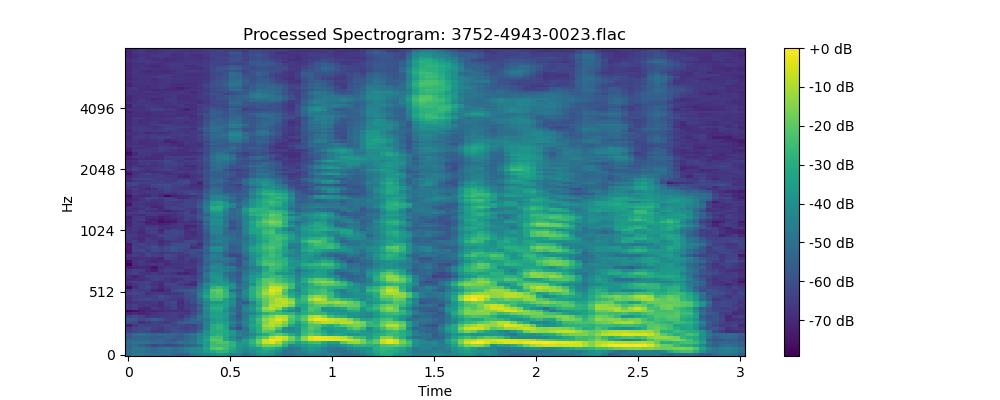 Processed Spectrogram: 3752-4943-0023.flac
Hz
4096
2048
1024
512
0
0
0.5
1
1.5
2
2.5
3
Time
+0 dB
-10 dB
-20 dB
-30 dB
-40 dB
-50 dB
-60 dB
-70 dB